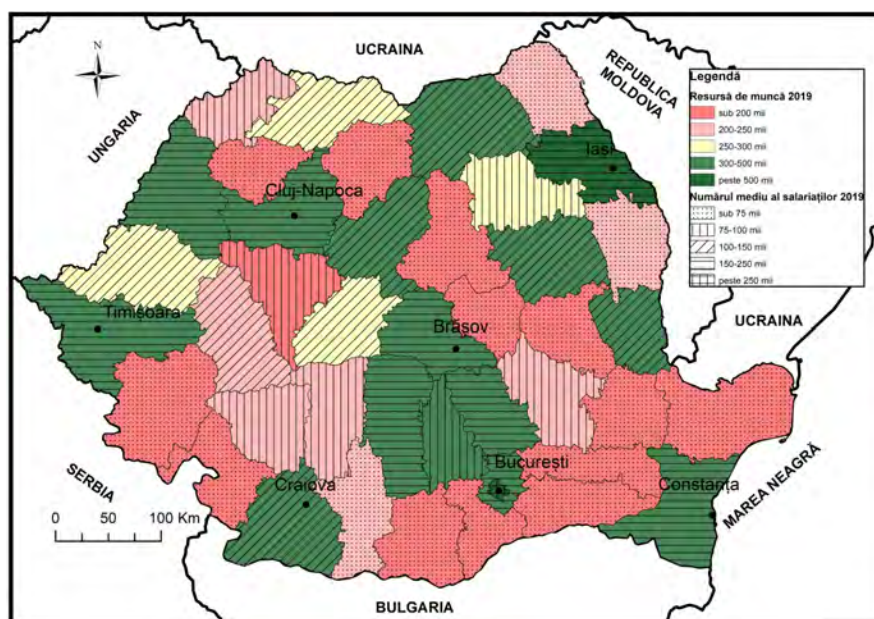 N
UCRAINA
REPUBLICA
MOLDOVA
UNGARIA
Legendă
Resursă de muncă 2019
sub 200 mii
200-250 mii
250-300 mii
300-500 mii
peste 500 mii
Numărul mediu al salariaților 2019
sub 75 mii
75-100 mii
100-150 mii
150-250 mii
peste 250 mii
Iași
Cluj-Napoca
Timișoara
Brașov
UCRAINA
București
Craiova
Constanța
SERBIA
MAREA NEAGRĂ
0 50 100 Km
BULGARIA